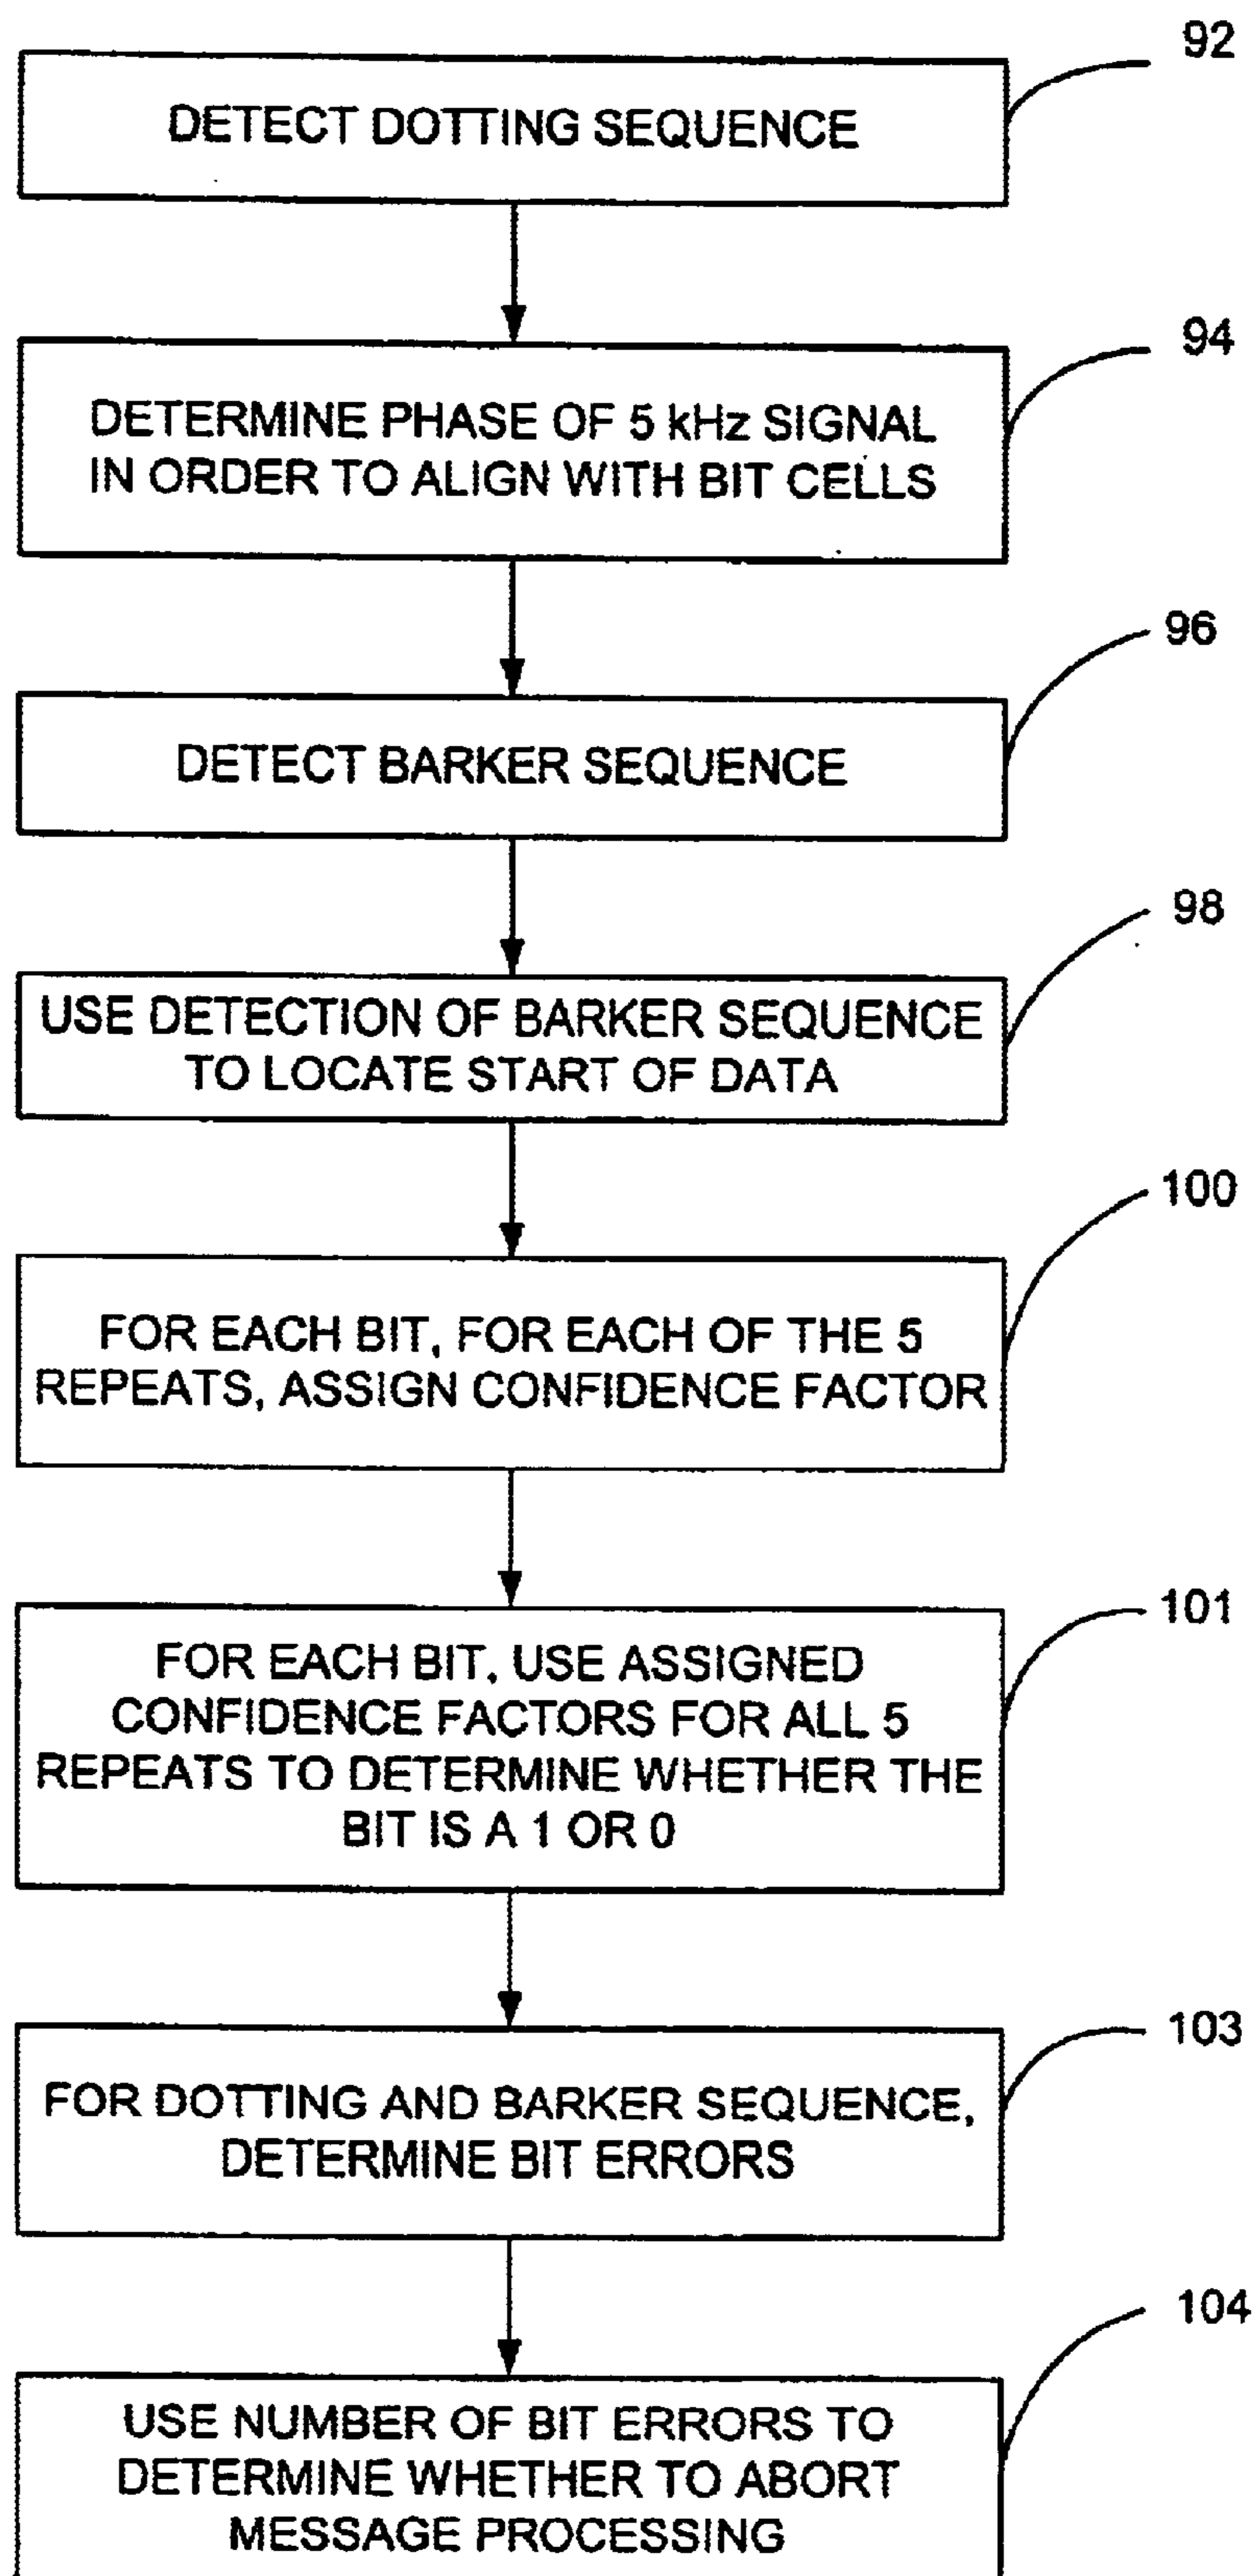 92
DETECT DOTTING SEQUENCE
94
DETERMINE PHASE OF 5 kHz SIGNAL
IN ORDER TO ALIGN WITH BIT CELLS
96
DETECT BARKER SEQUENCE
98
USE DETECTION OF BARKER SEQUENCE
TO LOCATE START OF DATA
100
FOR EACH BIT, FOR EACH OF THE 5
REPEATS, ASSIGN CONFIDENCE FACTOR
101
FOR EACH BIT, USE ASSIGNED
CONFIDENCE FACTORS FOR ALL 5
REPEATS TO DETERMINE WHETHER THE
BIT IS A 1 OR 0
103
FOR DOTTING AND BARKER SEQUENCE,
DETERMINE BIT ERRORS
104
USE NUMBER OF BIT ERRORS TO
DETERMINE WHETHER TO ABORT
MESSAGE PROCESSING